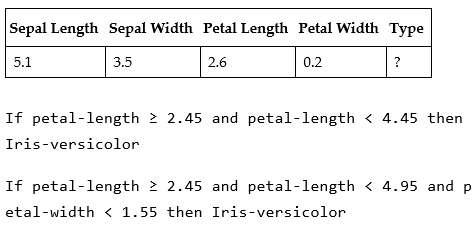 Sepal Length Sepal Width Petal Length Petal Width Type
5.1 3.5 2.6 0.2 ?
If petal-length ≥ 2.45 and petal-length < 4.45 then
Iris-versicolor
If petal-length ≥ 2.45 and petal-length < 4.95 and p
etal-width < 1.55 then Iris-versicolor